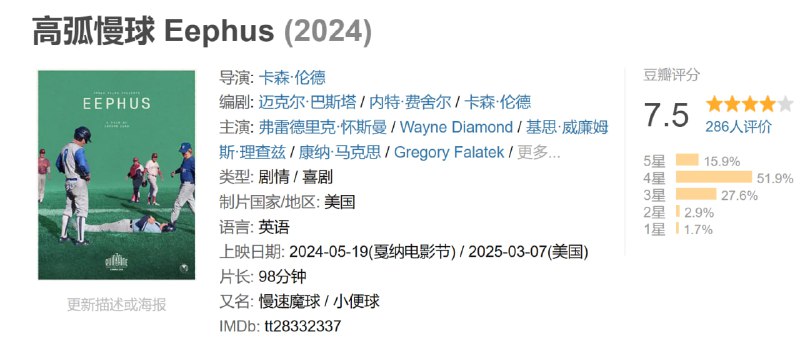 高弧慢球 Eephus (2024)
EEPHUS
导演: 卡森·伦德
编剧: 迈克尔·巴斯塔 / 内特·费舍尔 / 卡森·伦德
主演: 弗雷德里克·怀斯曼 / Wayne Diamond / 基思·威廉姆
斯·理查兹 / 康纳·马克思 / Gregory Falatek / 更多...
类型: 剧情 / 喜剧
制片国家/地区: 美国
语言: 英语
上映日期: 2024-05-19(戛纳电影节) / 2025-03-07(美国)
片长: 98分钟
又名: 慢速魔球 / 小便球
IMDb: tt28332337
更新描述或海报
豆瓣评分
7.5
286人评价
5星 15.9%
4星 51.9%
3星 27.6%
2星 2.9%
1星 1.7%